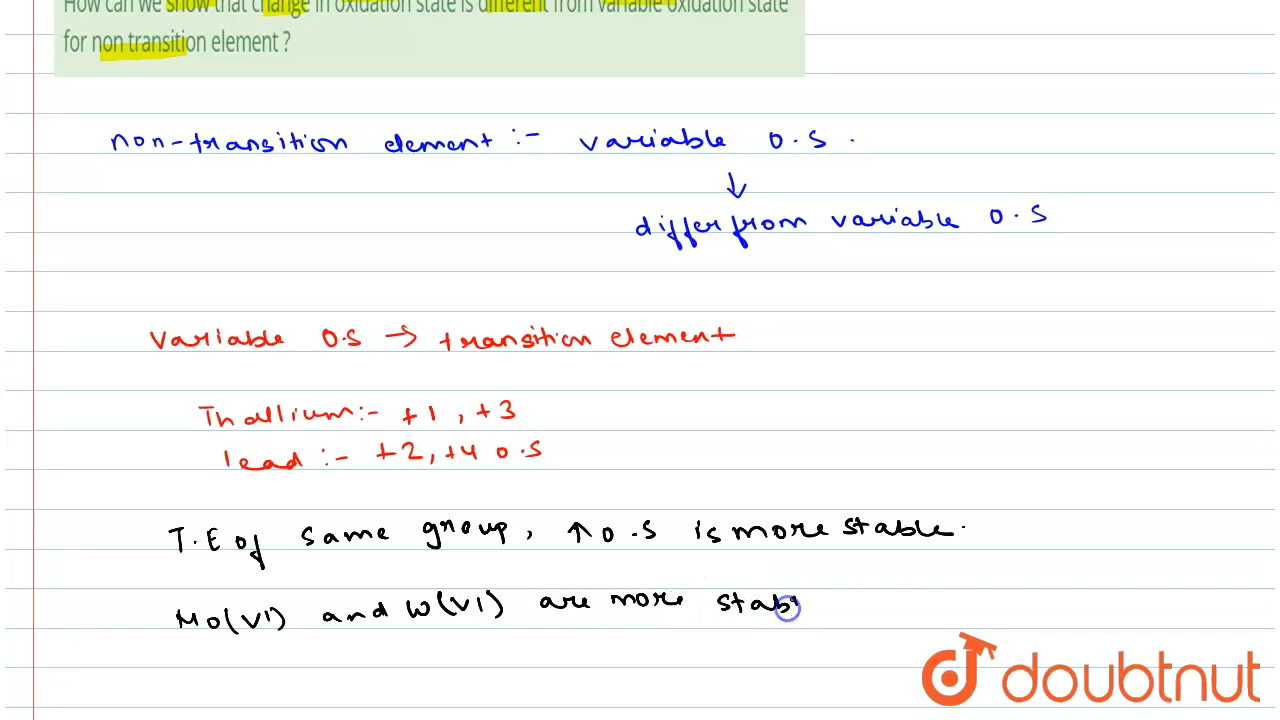 How can we show that change in oxidation state is different from variable oxidation state
for non transition element ?
non-transition element :- variable o.s.
↓
differ from variable o.s
Variable o.s → transition element
Thallium:- +1, +3
lead :- +2, +4 o.s
T.E of same group, ↑ o.s is more stable.
Mo(VI) and W(VI) are more stab
doubtnut